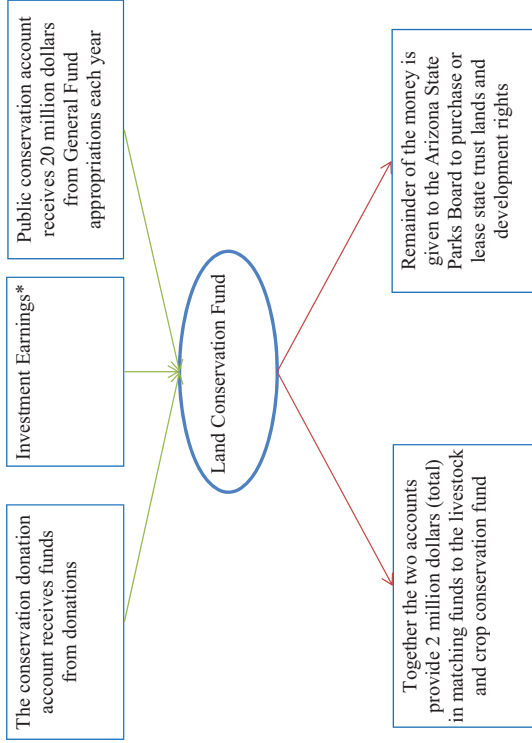 The conservation donation
account receives funds
from donations
Investment Earnings*
Public conservation account
receives 20 million dollars
from General Fund
appropriations each year
Land Conservation Fund
Together the two accounts
provide 2 million dollars (total)
in matching funds to the livestock
and crop conservation fund
Remainder of the money is
given to the Arizona State
Parks Board to purchase or
lease state trust lands and
development rights